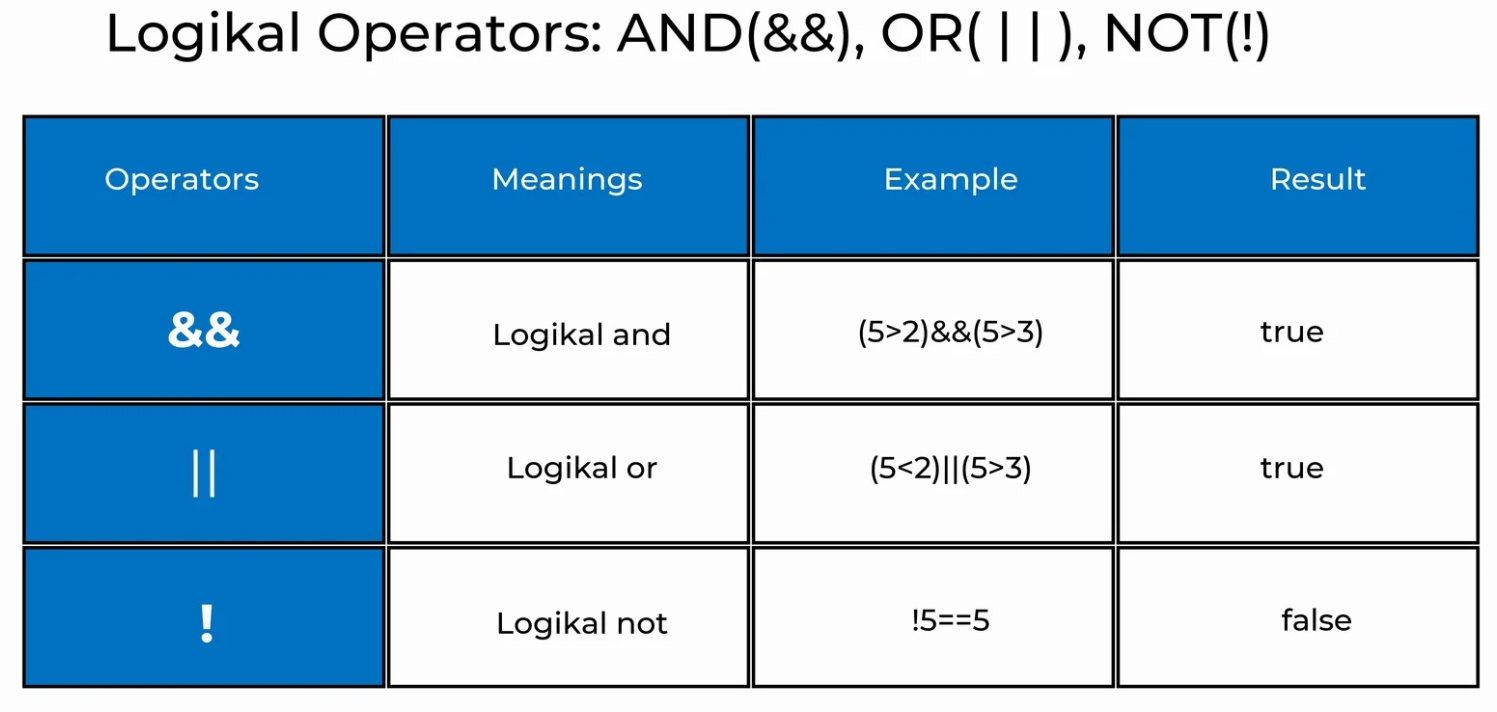 Logikal Operators: AND(&&), OR( | | ), NOT(!)
Operators Meanings Example Result
&& Logikal and (5>2)&&(5>3) true
|| Logikal or (5<2)||(5>3) true
! Logikal not !5==5 false